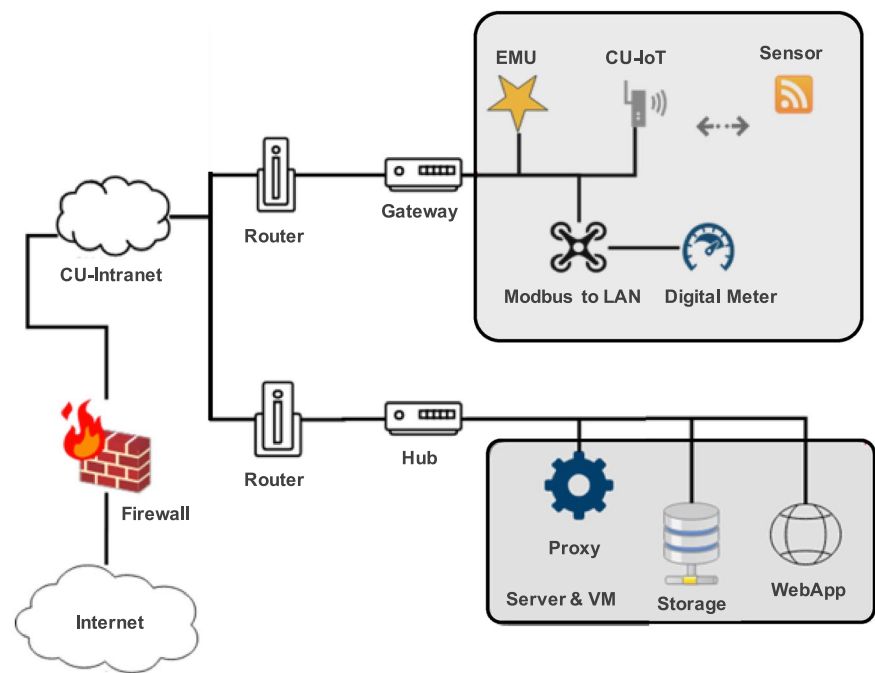 EMU
CU-IoT
Sensor
Gateway
Router
CU-Intranet
Modbus to LAN
Digital Meter
Router
Hub
Firewall
Proxy
WebApp
Server & VM
Storage
Internet